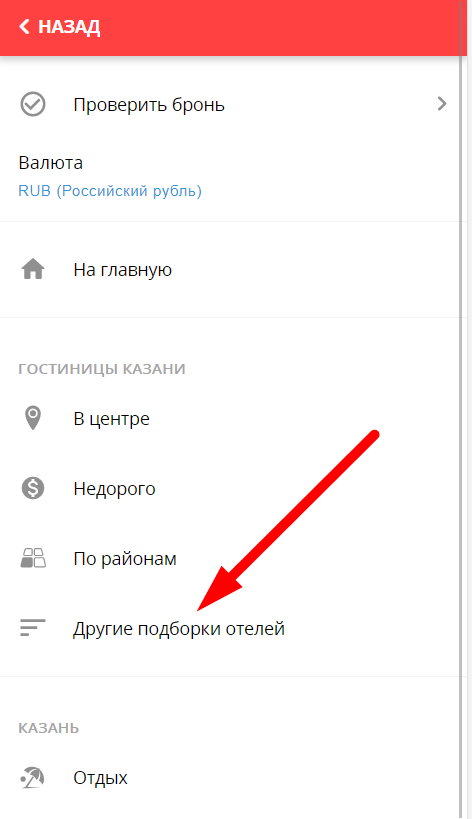 НАЗАД
Проверить бронь
Валюта
RUB (Российский рубль)
На главную
ГОСТИНИЦЫ КАЗАНИ
В центре
Недорого
По районам
Другие подборки отелей
КАЗАНЬ
Отдых